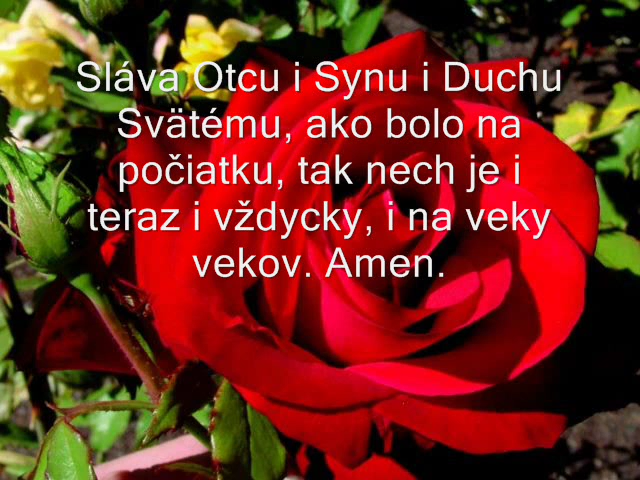 Sláva Otcu i Synu i Duchu
Svätému, ako bolo na
počiatku, tak nech je i
teraz i vždycky, i na veky
vekov. Amen.